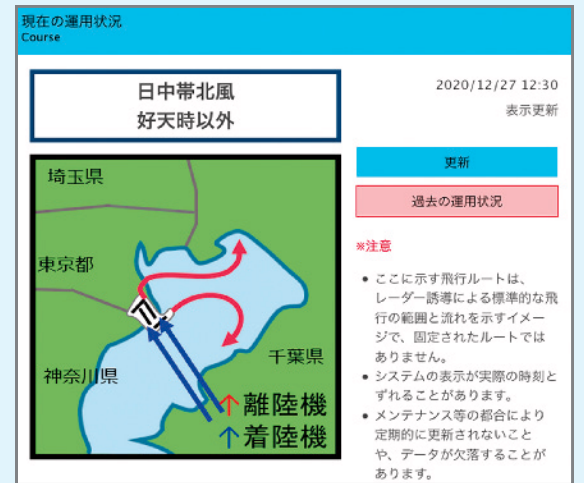 現在の運用状況
Course
日中帯北風
好天時以外
2020/12/27 12:30
表示更新
更新
過去の運用状況
※注意
● ここに示す飛行ルートは、
レーダー誘導による標準的な飛
行の範囲と流れを示すイメー
ジで、固定されたルートでは
ありません。
● システムの表示が実際の時刻と
ずれることがあります。
● メンテナンス等の都合により
定期的に更新されないこと
や、データが欠落することが
あります。
埼玉県
東京都
神奈川県
千葉県
↑離陸機
↑着陸機